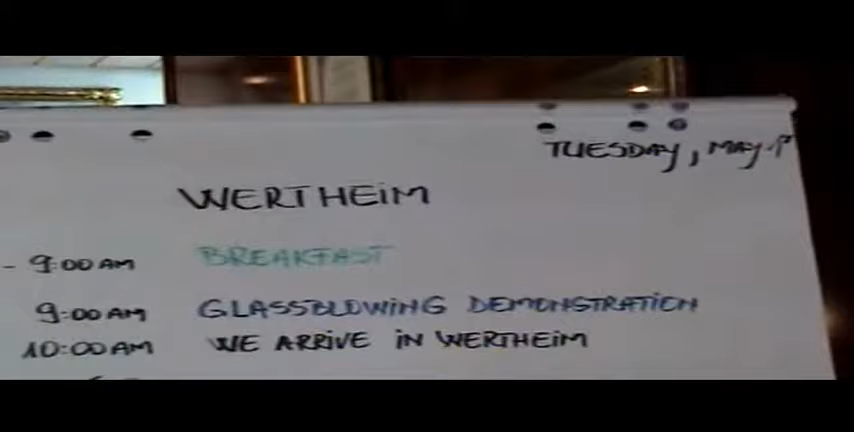 TUESDAY, MAY
WERTHEIM
- 9:00 AM BREAKFAST
9:00 AM GLASSBLOWING DEMONSTRATION
10:00 AM WE ARRIVE IN WERTHEIM